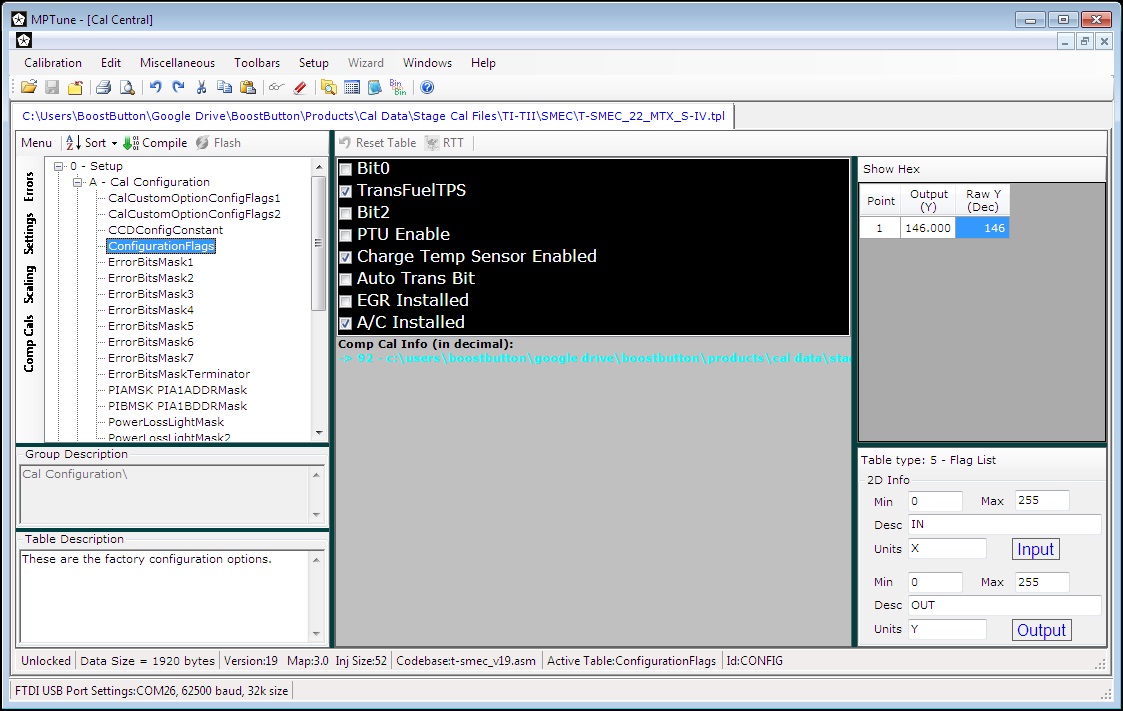 MPTune - [Cal Central]
Calibration Edit Miscellaneous Toolbars Setup Wizard Windows Help
C:\Users\BoostButton\Google Drive\BoostButton\Products\Cal Data\Stage Cal Files\TI-TII\SMEC\T-SMEC_22_MTX_S-IV.tpl
Menu Sort Compile Flash
Errors
Settings
Scaling
Comp Cals
0 - Setup
A - Cal Configuration
CalCustomOptionConfigFlags1
CalCustomOptionConfigFlags2
CCDConfigConstant
ConfigurationFlags
ErrorBitsMask1
ErrorBitsMask2
ErrorBitsMask3
ErrorBitsMask4
ErrorBitsMask5
ErrorBitsMask6
ErrorBitsMask7
ErrorBitsMaskTerminator
PIAMSK PIA1ADDRMask
PIBMSK PIA1BDDRMask
PowerLossLightMask
PowerLossLightMask2
Group Description
Cal Configuration\
Table Description
These are the factory configuration options.
Reset Table RTT
Bit0
TransFuelTPS
Bit2
PTU Enable
Charge Temp Sensor Enabled
Auto Trans Bit
EGR Installed
A/C Installed
Comp Cal Info (in decimal):
-> 92 - c:\users\boostbutton\google drive\boostbutton\products\cal data\sta
Show Hex
Point Output (Y) Raw Y (Dec)
1 146.000 146
Table type: 5 - Flag List
2D Info
Min 0 Max 255
Desc IN
Units X Input
Min 0 Max 255
Desc OUT
Units Y Output
Unlocked Data Size = 1920 bytes Version:19 Map:3.0 Inj Size:52 Codebase:t-smec_v19.asm Active Table:ConfigurationFlags Id:CONFIG
FTDI USB Port Settings:COM26, 62500 baud, 32k size